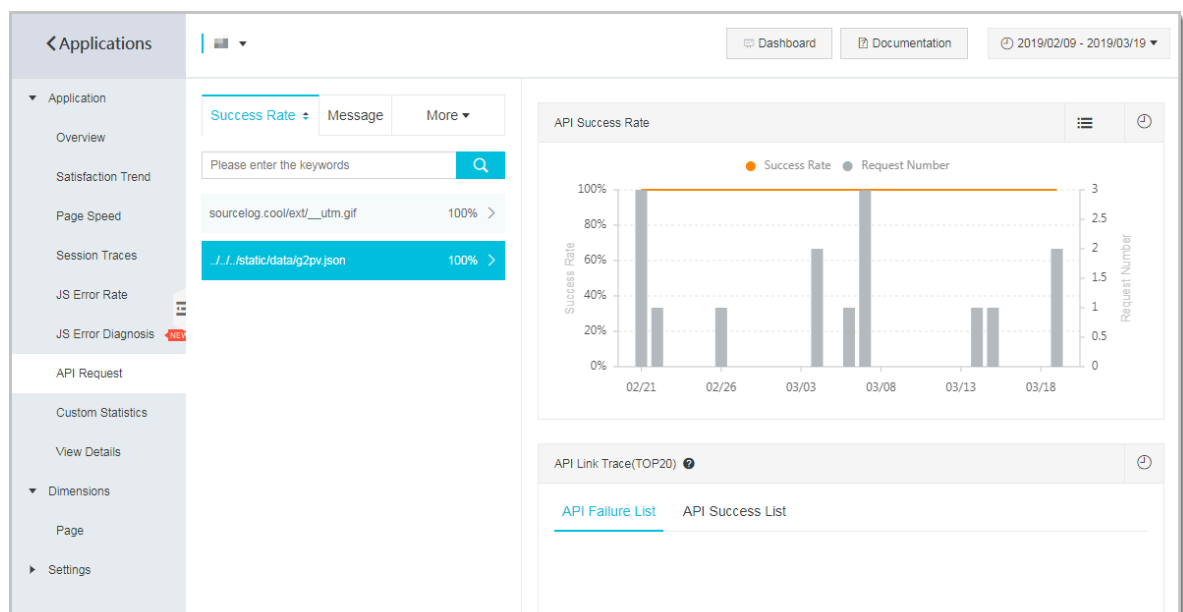 Applications
Dashboard
Documentation
2019/02/09 - 2019/03/19
Application
Overview
Satisfaction Trend
Page Speed
Session Traces
JS Error Rate
JS Error Diagnosis NEW
API Request
Custom Statistics
View Details
Dimensions
Page
Settings
Success Rate Message More
Please enter the keywords
sourcelog.cool/ext/__utm.gif 100%
../../../static/data/g2pv.json 100%
API Success Rate
Success Rate Request Number
100% 3
80% 2.5
60% 2
40% 1.5
20% 1
0% 0.5
0
Success Rate
Request Number
02/21 02/26 03/03 03/08 03/13 03/18
API Link Trace(TOP20)
API Failure List API Success List